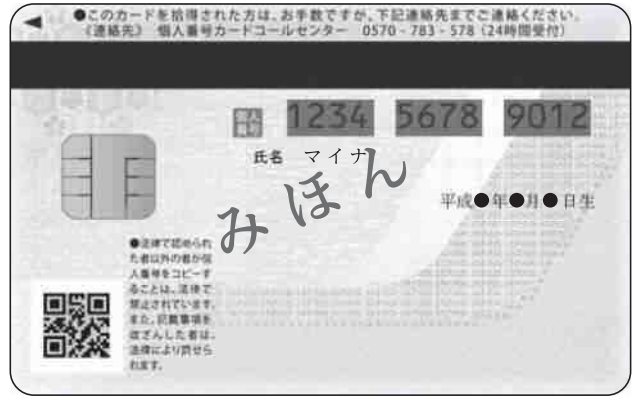 ●このカードを拾得された方は、お手数ですが、下記連絡先までご連絡ください。
《連絡先》 個人番号カードコールセンター 0570-783-578（24時間受付）
個人番号 1234 5678 9012
氏名 マイナ
平成●年●月●日生
みほん
●法律で認められ
た者以外の者が個
人番号をコピーす
ることは、法律で
禁止されています。
また、記載事項を
改ざんした者は、
法律により罰せら
れます。